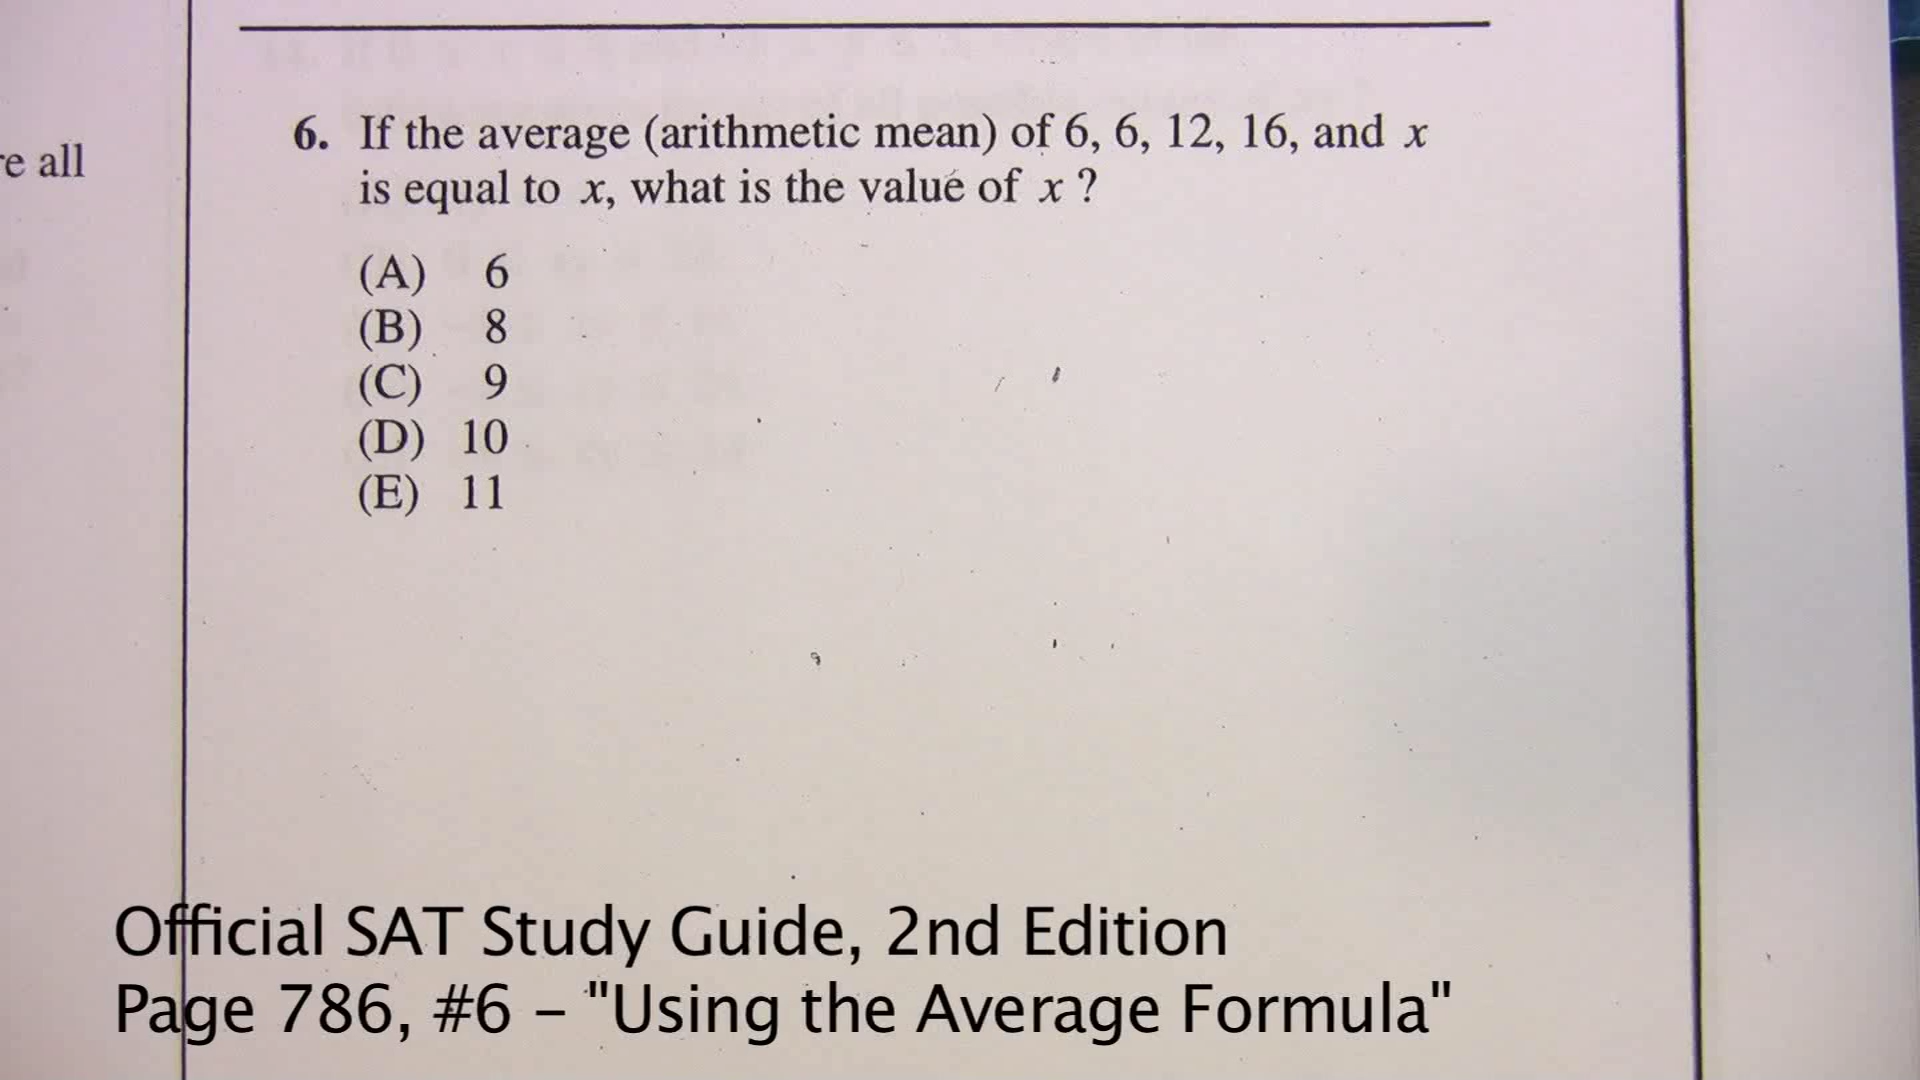 re all
6. If the average (arithmetic mean) of 6, 6, 12, 16, and x
is equal to x, what is the value of x ?
(A) 6
(B) 8
(C) 9
(D) 10
(E) 11
Official SAT Study Guide, 2nd Edition
Page 786, #6 – "Using the Average Formula"